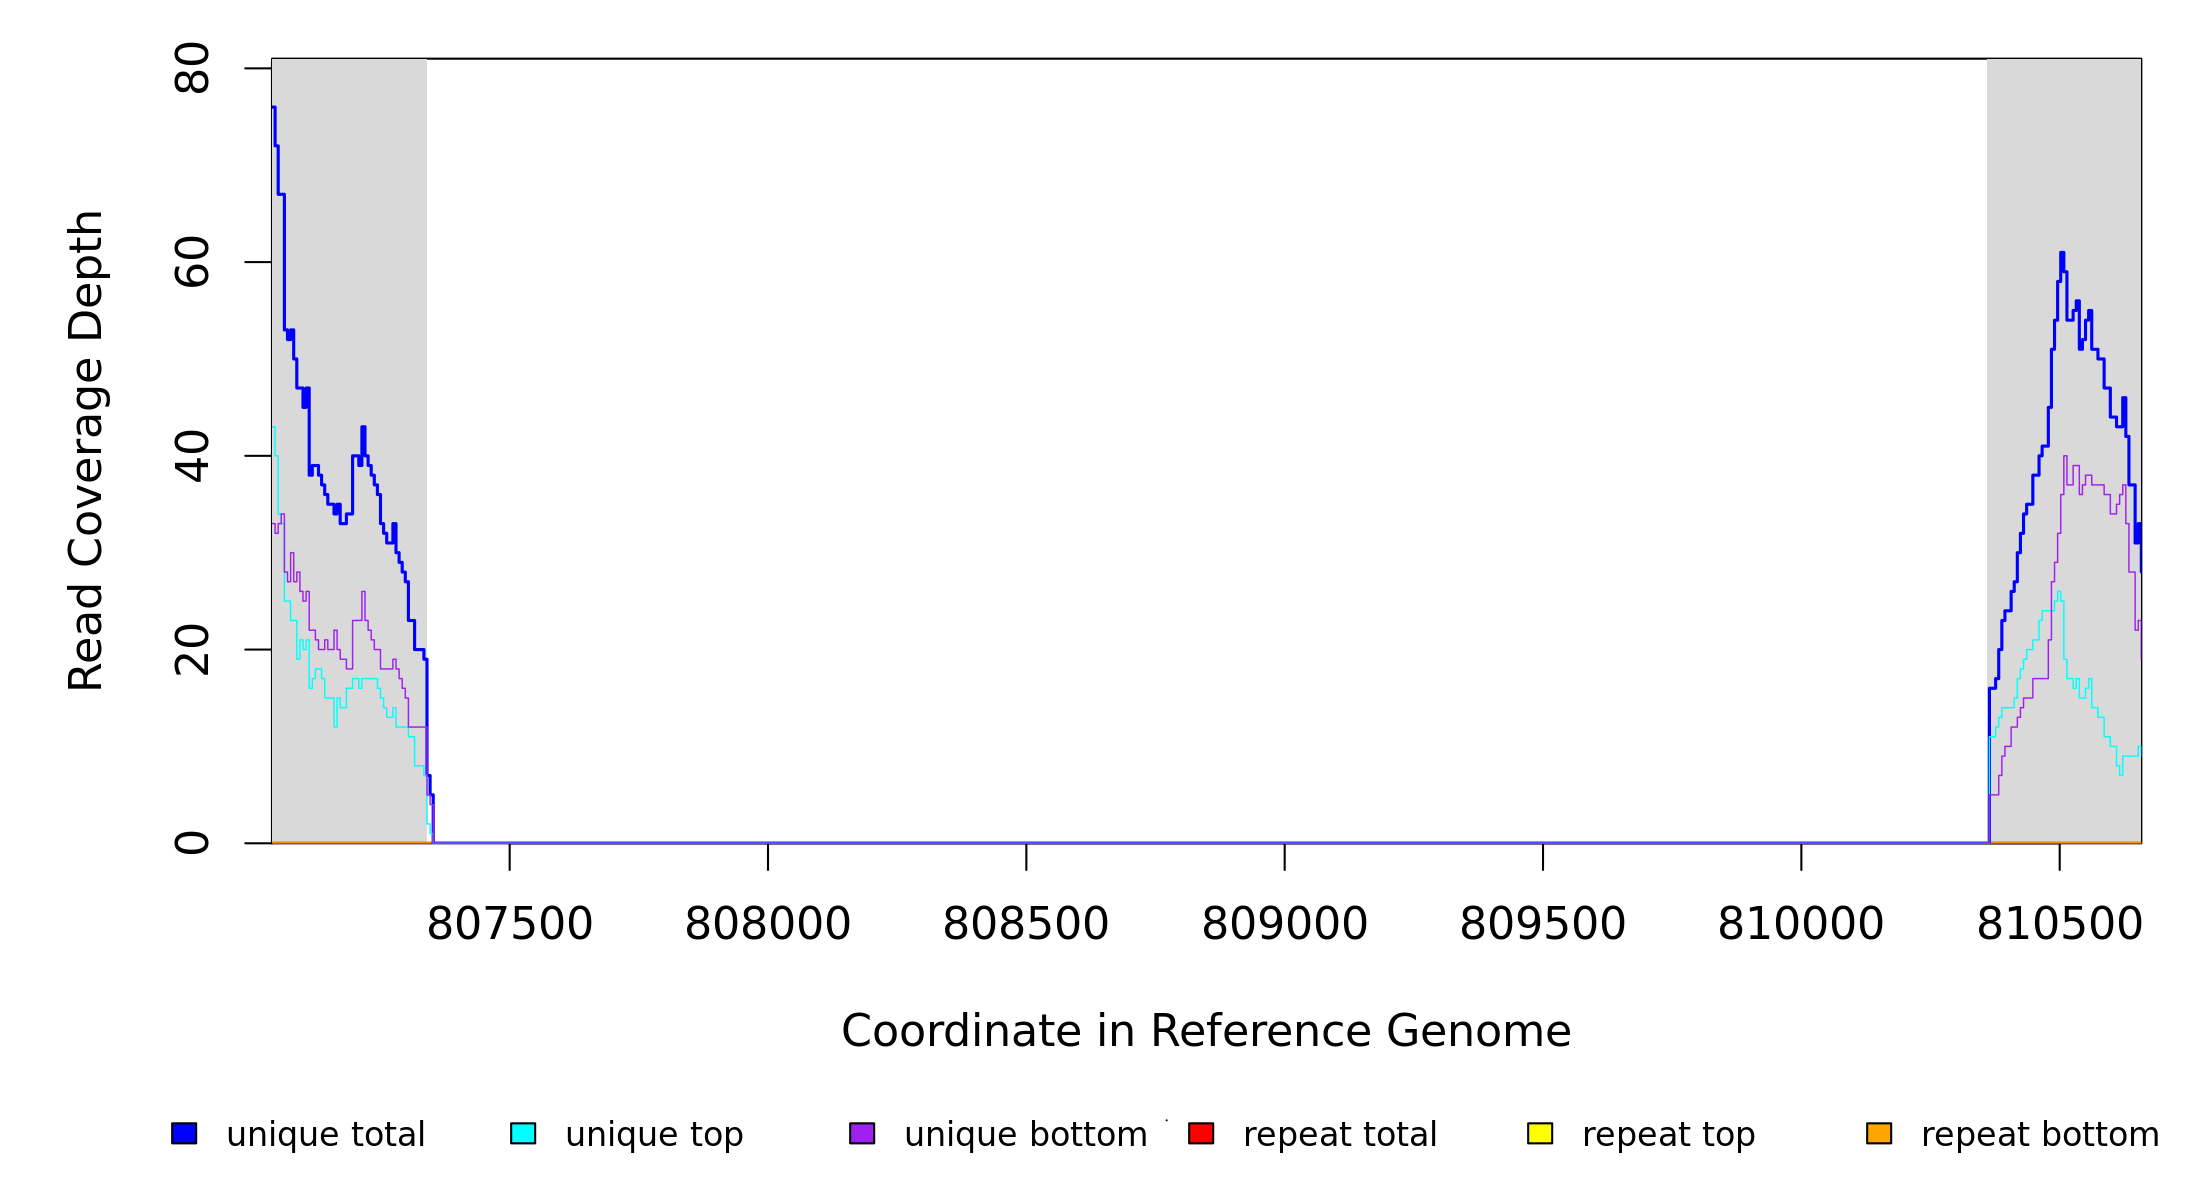 Read Coverage Depth
80
60
40
20
0
807500 808000 808500 809000 809500 810000 810500
Coordinate in Reference Genome
unique total unique top unique bottom repeat total repeat top repeat bottom